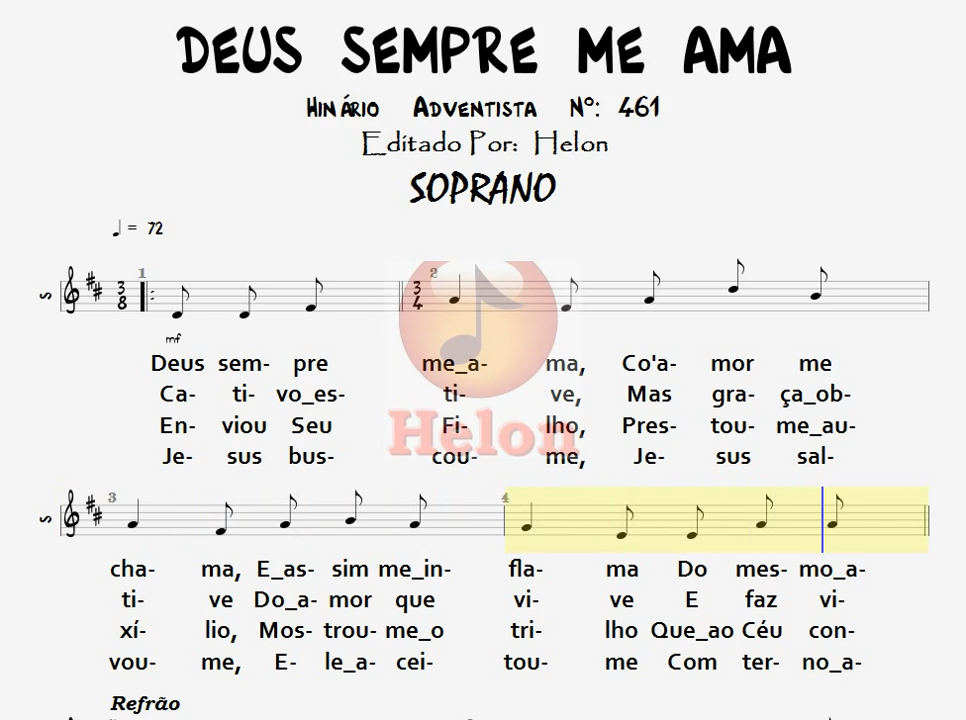 DEUS SEMPRE ME AMA
Hinário Adventista Nº: 461
Editado Por: Helon
SOPRANO
= 72
1 2
S 3 8 3 4
mf
Deus sem- pre me_a- ma, Co'a- mor me
Ca- ti- vo_es- ti- ve, Mas gra- ça_ob-
En- viou Seu Fi- lho, Pres- tou- me_au-
Je- sus bus- cou- me, Je- sus sal-
Helon
3 4
S
cha- ma, E_as- sim me_in- fla- ma Do mes- mo_a-
ti- ve Do_a- mor que vi- ve E faz vi-
xí- lio, Mos- trou- me_o tri- lho Que_ao Céu con-
vou- me, E- le_a- cei- tou- me Com ter- no_a-
Refrão